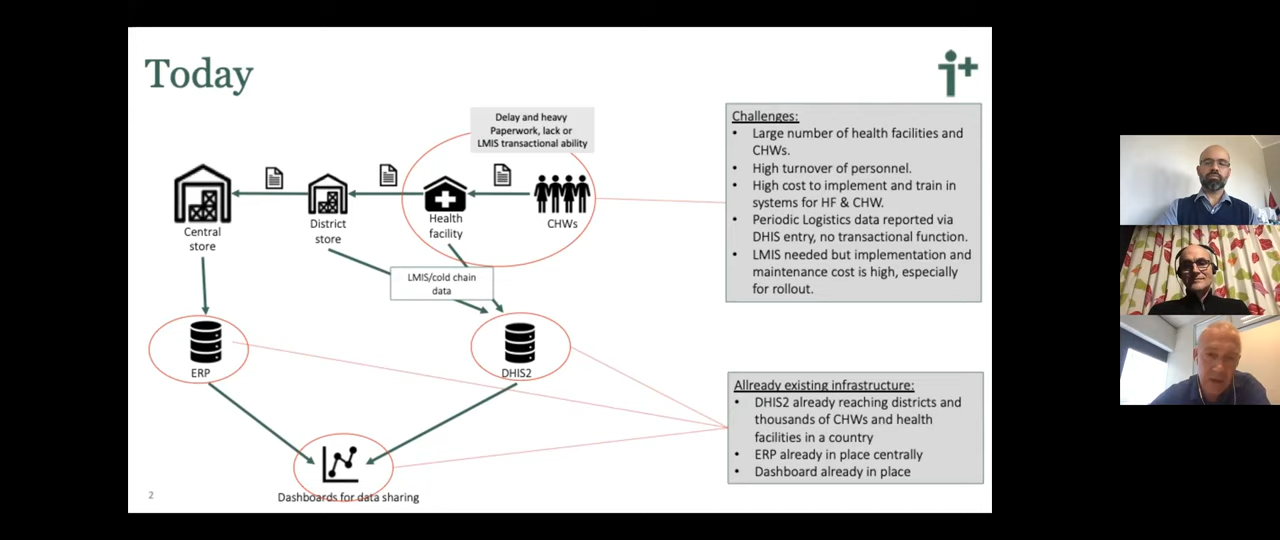 Today
i+
Delay and heavy
Paperwork, lack or
LMIS transactional ability
Central
store
District
store
Health
facility
CHWs
LMIS/cold chain
data
ERP
DHIS2
Dashboards for data sharing
2
Challenges:
• Large number of health facilities and
CHWs.
• High turnover of personnel.
• High cost to implement and train in
systems for HF & CHW.
• Periodic Logistics data reported via
DHIS entry, no transactional function.
• LMIS needed but implementation and
maintenance cost is high, especially
for rollout.
Allready existing infrastructure:
• DHIS2 already reaching districts and
thousands of CHWs and health
facilities in a country
• ERP already in place centrally
• Dashboard already in place